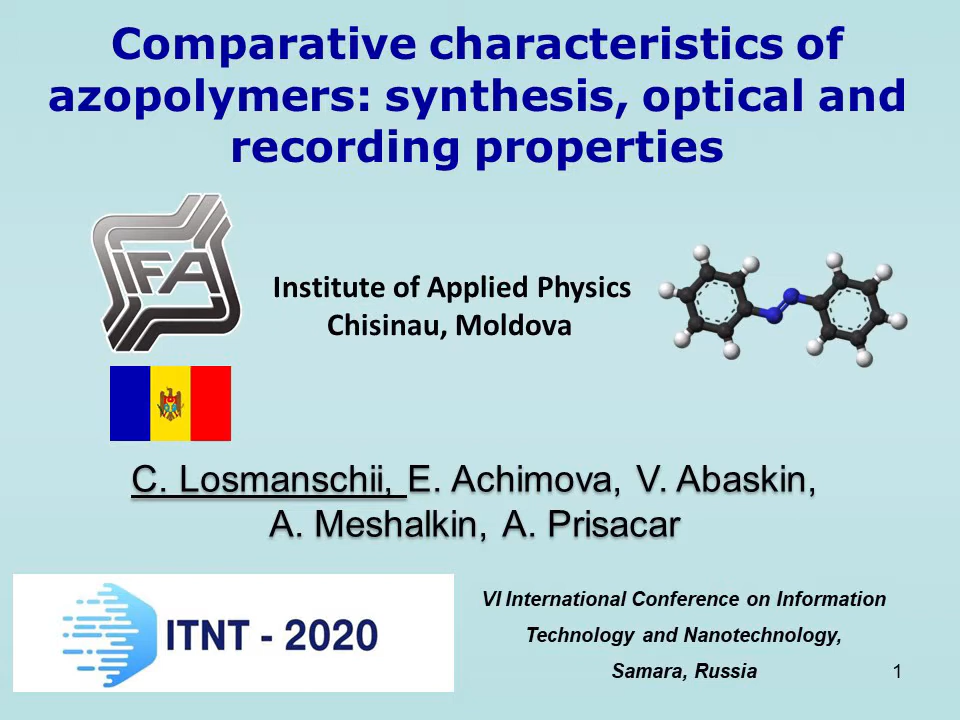 Comparative characteristics of
azopolymers: synthesis, optical and
recording properties
IFA
Institute of Applied Physics
Chisinau, Moldova
C. Losmanschii, E. Achimova, V. Abaskin,
A. Meshalkin, A. Prisacar
ITNT - 2020
VI International Conference on Information
Technology and Nanotechnology,
Samara, Russia
1